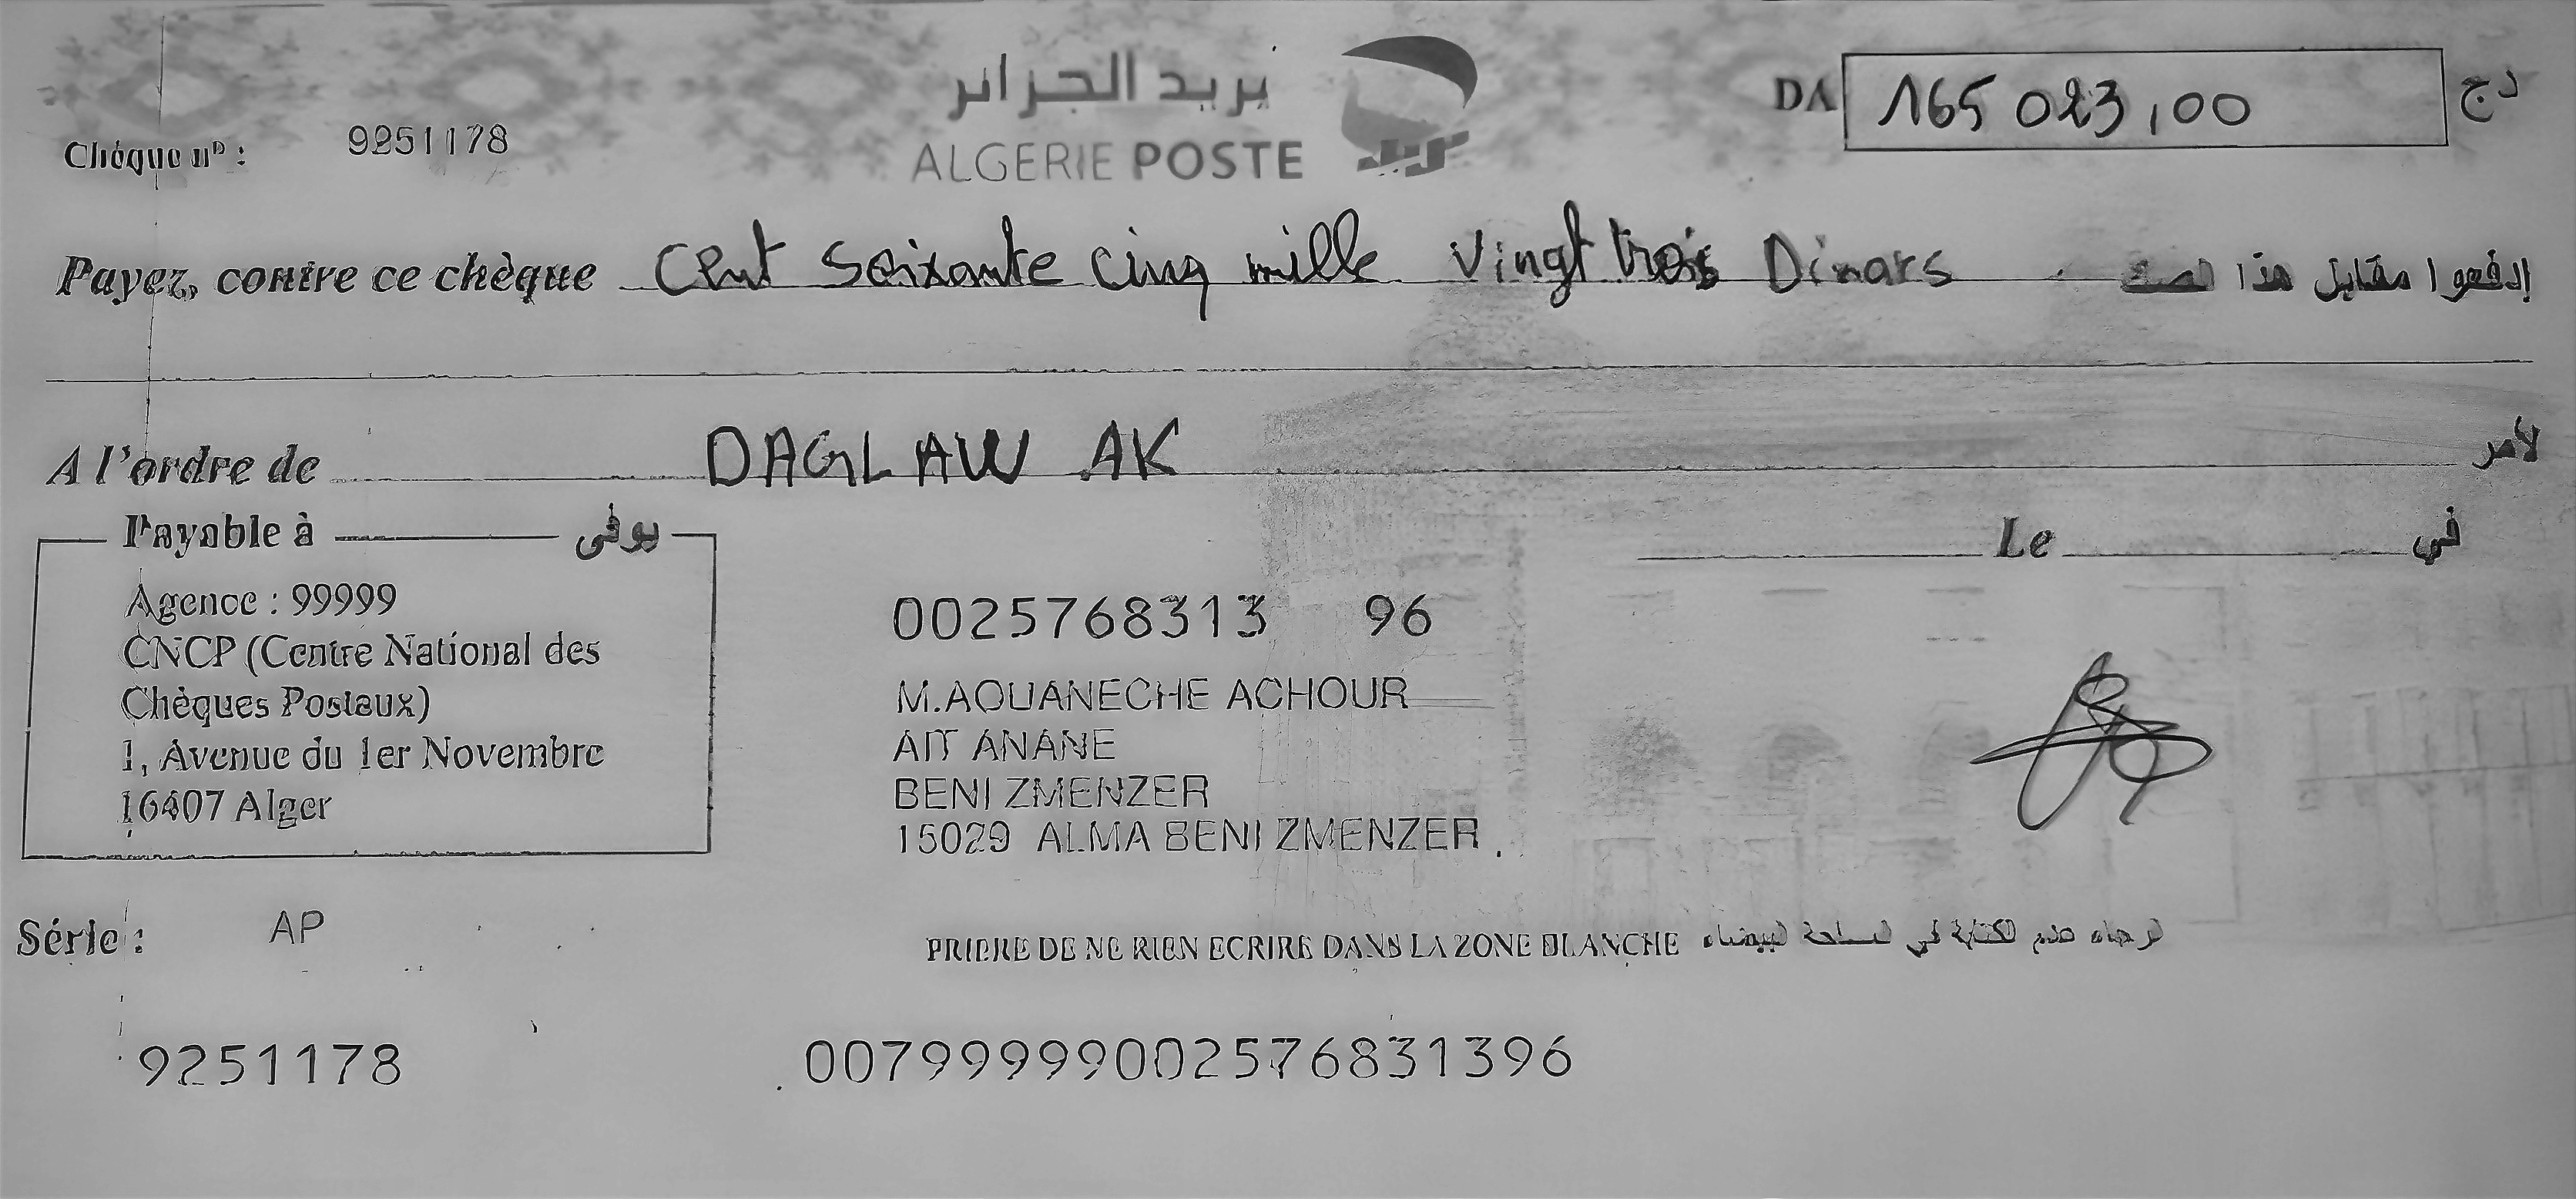 بريد الجزائر
ALGERIE POSTE
DA 165 023,00 دج
Chèque nº : 9251178
Payez, contre ce chèque Cent Soixante cinq mille Vingt trois Dinars إدفعوا مقابل هذا الصك
A l'ordre de DAGLAW AK لأمر
Payable à يوفى
Le في
Agence : 99999
CNCP (Centre National des
Chèques Postaux)
1, Avenue du 1er Novembre
16407 Alger
0025768313 96
M.AOUANECHE ACHOUR
AIT ANANE
BENI ZMENZER
15029 ALMA BENI ZMENZER
Série : AP
PRIERE DE NE RIEN ECRIRE DANS LA ZONE BLANCHE الرجاء عدم الكتابة في المساحة البيضاء
9251178 00799999002576831396